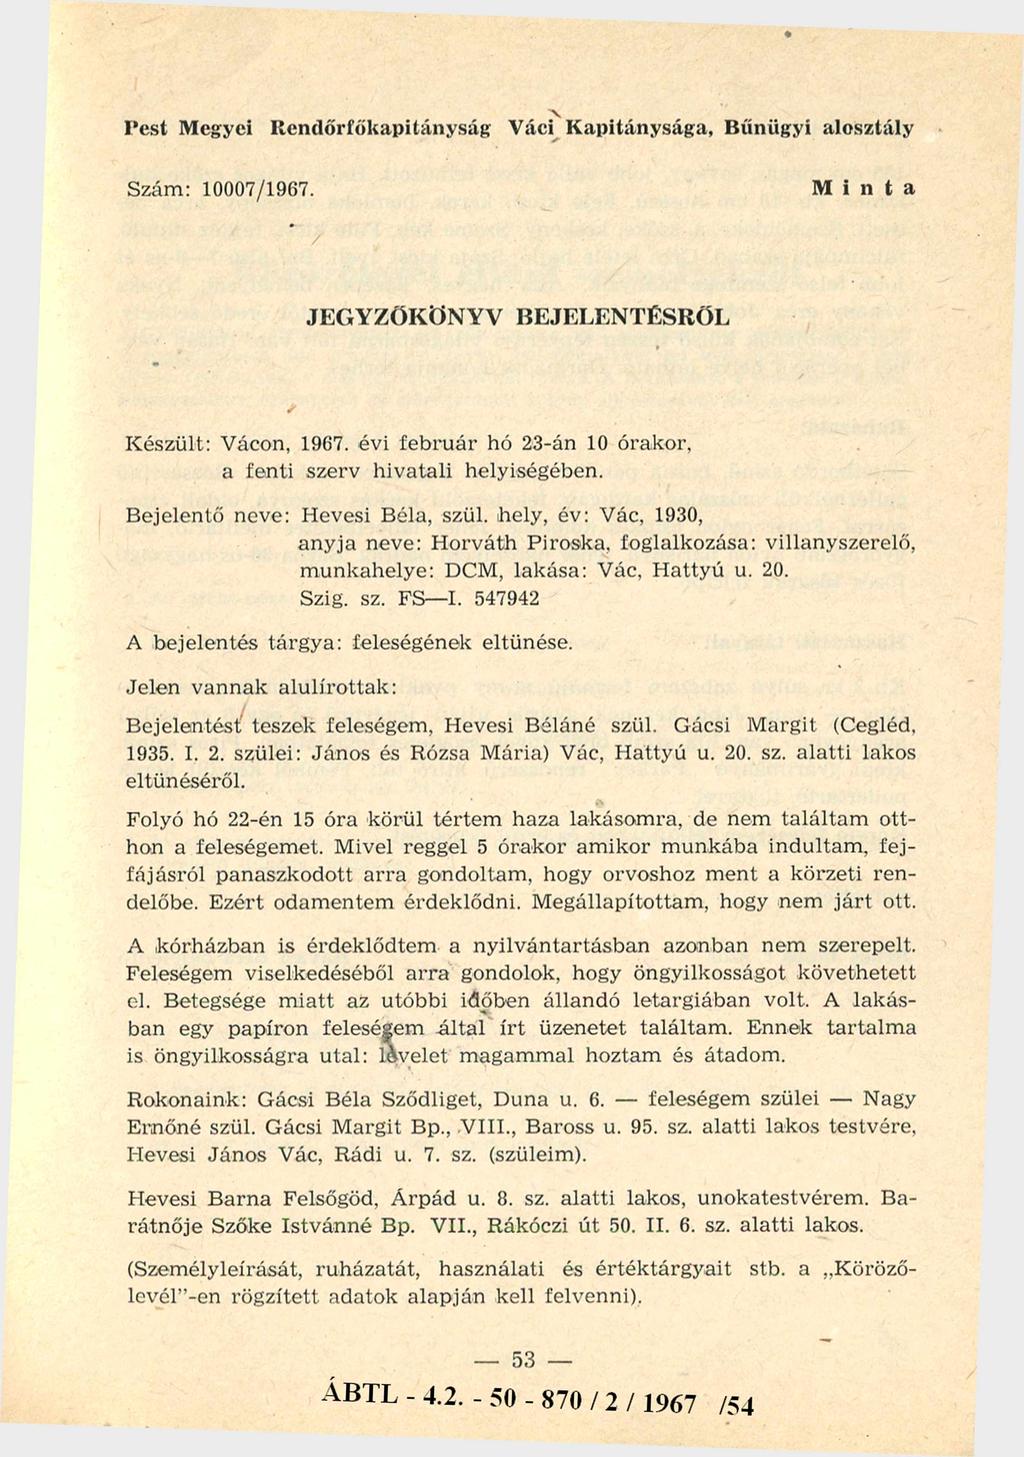 Pest Megyei Rendőrfőkapitányság Váci Kapitánysága, Bűnügyi alosztály
Szám: 10007/1967.
Minta
JEGYZŐKÖNYV BEJELENTÉSRŐL
Készült: Vácon, 1967. évi február hó 23-án 10 órakor,
a fenti szerv hivatali helyiségében.
Bejelentő neve: Hevesi Béla, szül. hely, év: Vác, 1930,
anyja neve: Horváth Piroska, foglalkozása: villanyszerelő,
munkahelye: DCM, lakása: Vác, Hattyú u. 20.
Szig. sz. FS—I. 547942
A bejelentés tárgya: feleségének eltünése.
Jelen vannak alulírottak:
Bejelentést teszek feleségem, Hevesi Béláné szül. Gácsi Margit (Cegléd,
1935. I. 2. szülei: János és Rózsa Mária) Vác, Hattyú u. 20. sz. alatti lakos
eltünéséről.
Folyó hó 22-én 15 óra körül tértem haza lakásomra, de nem találtam ott-
hon a feleségemet. Mivel reggel 5 órakor amikor munkába indultam, fej-
fájásról panaszkodott arra gondoltam, hogy orvoshoz ment a körzeti ren-
delőbe. Ezért odamentem érdeklődni. Megállapítottam, hogy nem járt ott.
A kórházban is érdeklődtem a nyilvántartásban azonban nem szerepelt.
Feleségem viselkedéséből arra gondolok, hogy öngyilkosságot követhetett
el. Betegsége miatt az utóbbi időben állandó letargiában volt. A lakás-
ban egy papíron feleségem által írt üzenetet találtam. Ennek tartalma
is öngyilkosságra utal: levelet magammal hoztam és átadom.
Rokonaink: Gácsi Béla Sződliget, Duna u. 6. — feleségem szülei — Nagy
Ernőné szül. Gácsi Margit Bp., VIII., Baross u. 95. sz. alatti lakos testvére,
Hevesi János Vác, Rádi u. 7. sz. (szüleim).
Hevesi Barna Felsőgöd, Árpád u. 8. sz. alatti lakos, unokatestvérem. Ba-
rátnője Szőke Istvánné Bp. VII., Rákóczi út 50. II. 6. sz. alatti lakos.
(Személyleírását, ruházatát, használati és értéktárgyait stb. a „Köröző-
levél”-en rögzített adatok alapján kell felvenni).
— 53 —
ÁBTL - 4.2. - 50 - 870 / 2 / 1967 /54